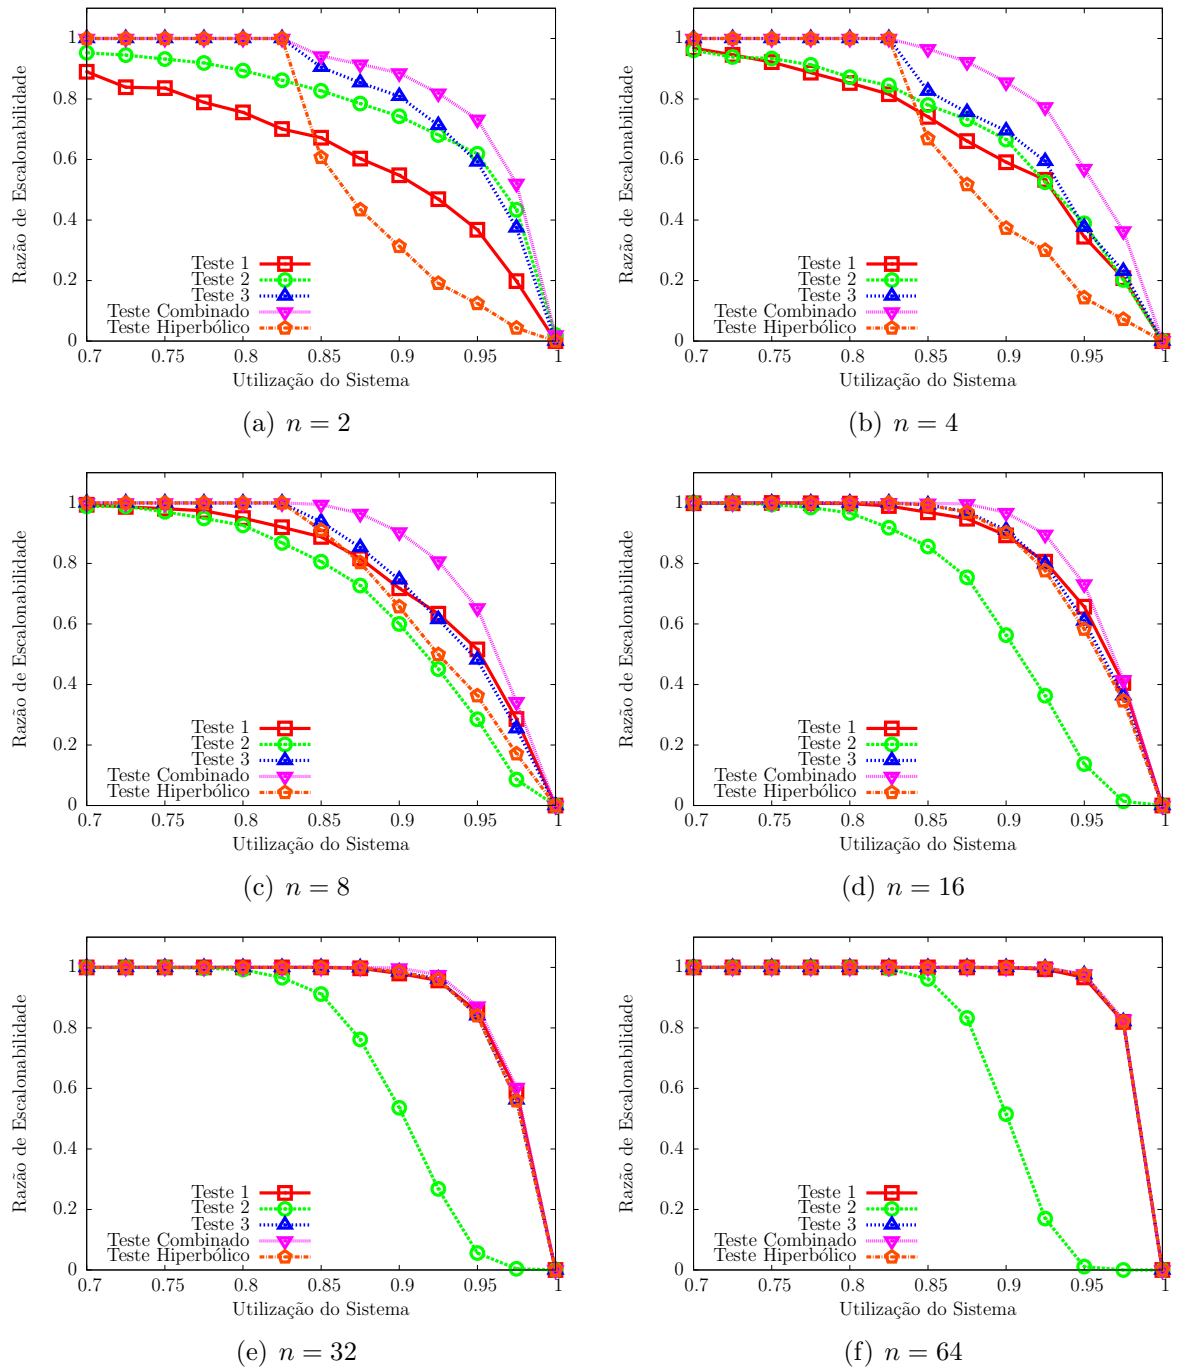 Razão de Escalonabilidade
1
0.8
0.6
0.4
0.2
0
Teste 1
Teste 2
Teste 3
Teste Combinado
Teste Hiperbólico
0.7 0.75 0.8 0.85 0.9 0.95 1
Utilização do Sistema
(a) n = 2
Razão de Escalonabilidade
1
0.8
0.6
0.4
0.2
0
Teste 1
Teste 2
Teste 3
Teste Combinado
Teste Hiperbólico
0.7 0.75 0.8 0.85 0.9 0.95 1
Utilização do Sistema
(b) n = 4
Razão de Escalonabilidade
1
0.8
0.6
0.4
0.2
0
Teste 1
Teste 2
Teste 3
Teste Combinado
Teste Hiperbólico
0.7 0.75 0.8 0.85 0.9 0.95 1
Utilização do Sistema
(c) n = 8
Razão de Escalonabilidade
1
0.8
0.6
0.4
0.2
0
Teste 1
Teste 2
Teste 3
Teste Combinado
Teste Hiperbólico
0.7 0.75 0.8 0.85 0.9 0.95 1
Utilização do Sistema
(d) n = 16
Razão de Escalonabilidade
1
0.8
0.6
0.4
0.2
0
Teste 1
Teste 2
Teste 3
Teste Combinado
Teste Hiperbólico
0.7 0.75 0.8 0.85 0.9 0.95 1
Utilização do Sistema
(e) n = 32
Razão de Escalonabilidade
1
0.8
0.6
0.4
0.2
0
Teste 1
Teste 2
Teste 3
Teste Combinado
Teste Hiperbólico
0.7 0.75 0.8 0.85 0.9 0.95 1
Utilização do Sistema
(f) n = 64